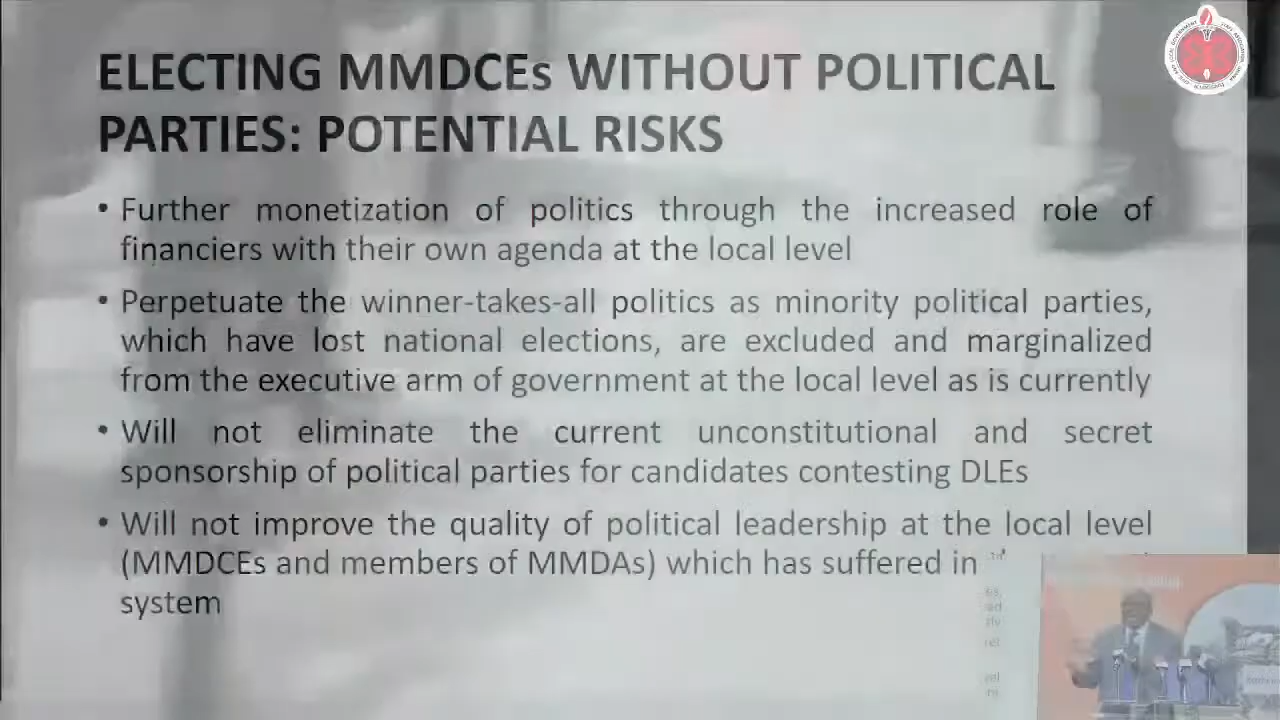 ELECTING MMDCEs WITHOUT POLITICAL
PARTIES: POTENTIAL RISKS
• Further monetization of politics through the increased role of
financiers with their own agenda at the local level
• Perpetuate the winner-takes-all politics as minority political parties,
which have lost national elections, are excluded and marginalized
from the executive arm of government at the local level as is currently
• Will not eliminate the current unconstitutional and secret
sponsorship of political parties for candidates contesting DLEs
• Will not improve the quality of political leadership at the local level
(MMDCEs and members of MMDAs) which has suffered in
system